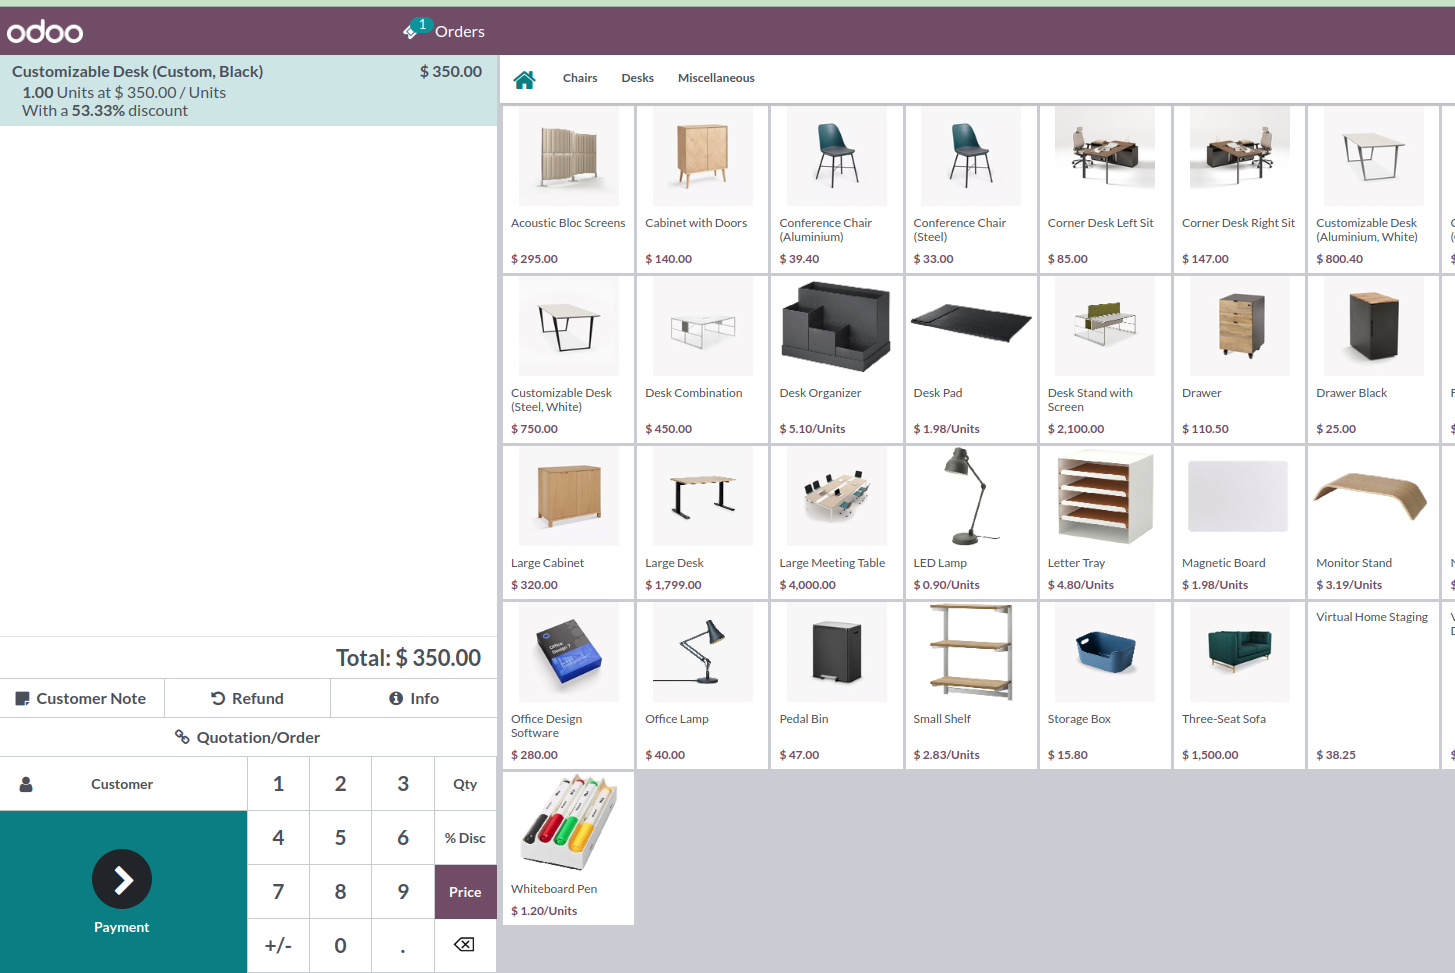 odoo
1
Orders
Customizable Desk (Custom, Black) $ 350.00
1.00 Units at $ 350.00 / Units
With a 53.33% discount
Total: $ 350.00
Customer Note
Refund
Info
Quotation/Order
Customer
1 2 3 Qty
4 5 6 % Disc
7 8 9 Price
+/- 0 .
Payment
Chairs Desks Miscellaneous
Acoustic Bloc Screens
$ 295.00
Cabinet with Doors
$ 140.00
Conference Chair
(Aluminium)
$ 39.40
Conference Chair
(Steel)
$ 33.00
Corner Desk Left Sit
$ 85.00
Corner Desk Right Sit
$ 147.00
Customizable Desk
(Aluminium, White)
$ 800.40
Customizable Desk
(Steel, White)
$ 750.00
Desk Combination
$ 450.00
Desk Organizer
$ 5.10/Units
Desk Pad
$ 1.98/Units
Desk Stand with
Screen
$ 2,100.00
Drawer
$ 110.50
Drawer Black
$ 25.00
Large Cabinet
$ 320.00
Large Desk
$ 1,799.00
Large Meeting Table
$ 4,000.00
LED Lamp
$ 0.90/Units
Letter Tray
$ 4.80/Units
Magnetic Board
$ 1.98/Units
Monitor Stand
$ 3.19/Units
Office
Design 7
Office Design
Software
$ 280.00
Office Lamp
$ 40.00
Pedal Bin
$ 47.00
Small Shelf
$ 2.83/Units
Storage Box
$ 15.80
Three-Seat Sofa
$ 1,500.00
Virtual Home Staging
$ 38.25
Whiteboard Pen
$ 1.20/Units